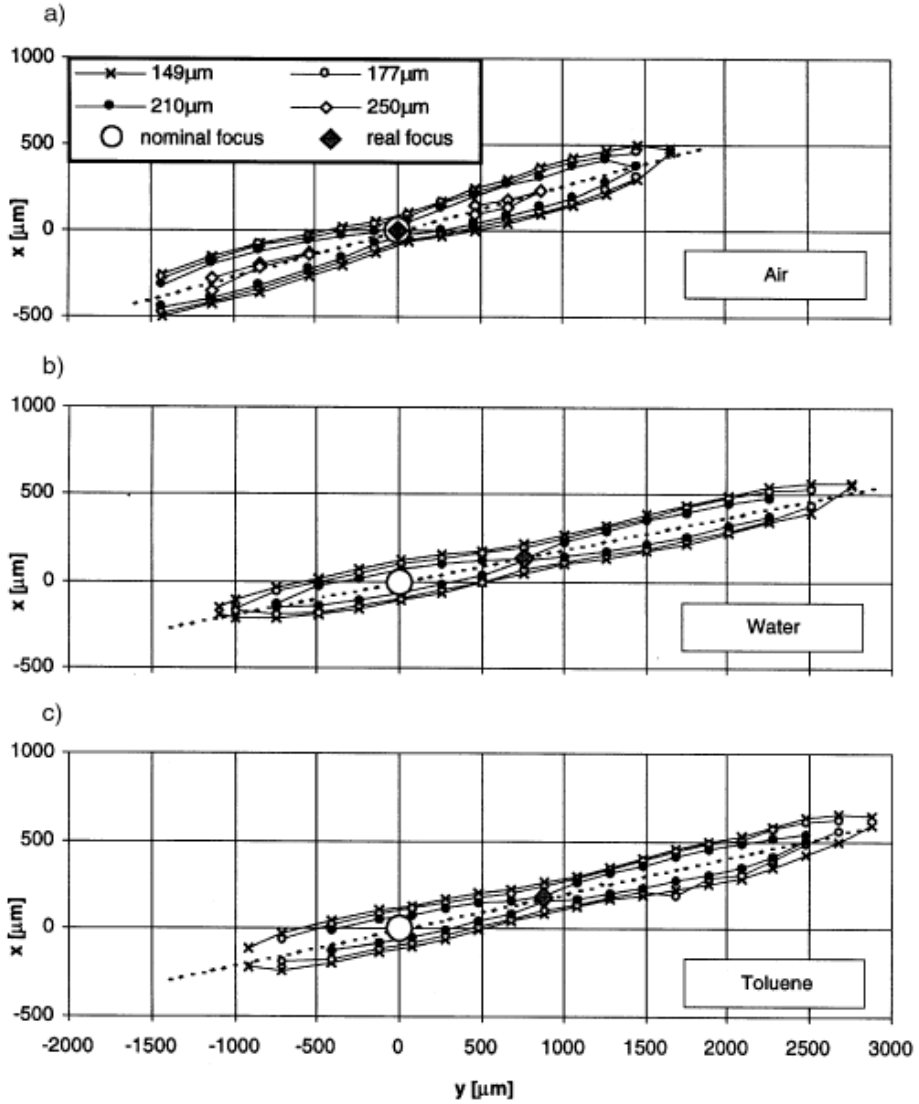 a)
1000
500
0
-500
x [µm]
149µm 177µm
210µm 250µm
nominal focus real focus
Air
b)
1000
500
0
-500
x [µm]
Water
c)
1000
500
0
-500
x [µm]
Toluene
-2000 -1500 -1000 -500 0 500 1000 1500 2000 2500 3000
y [µm]